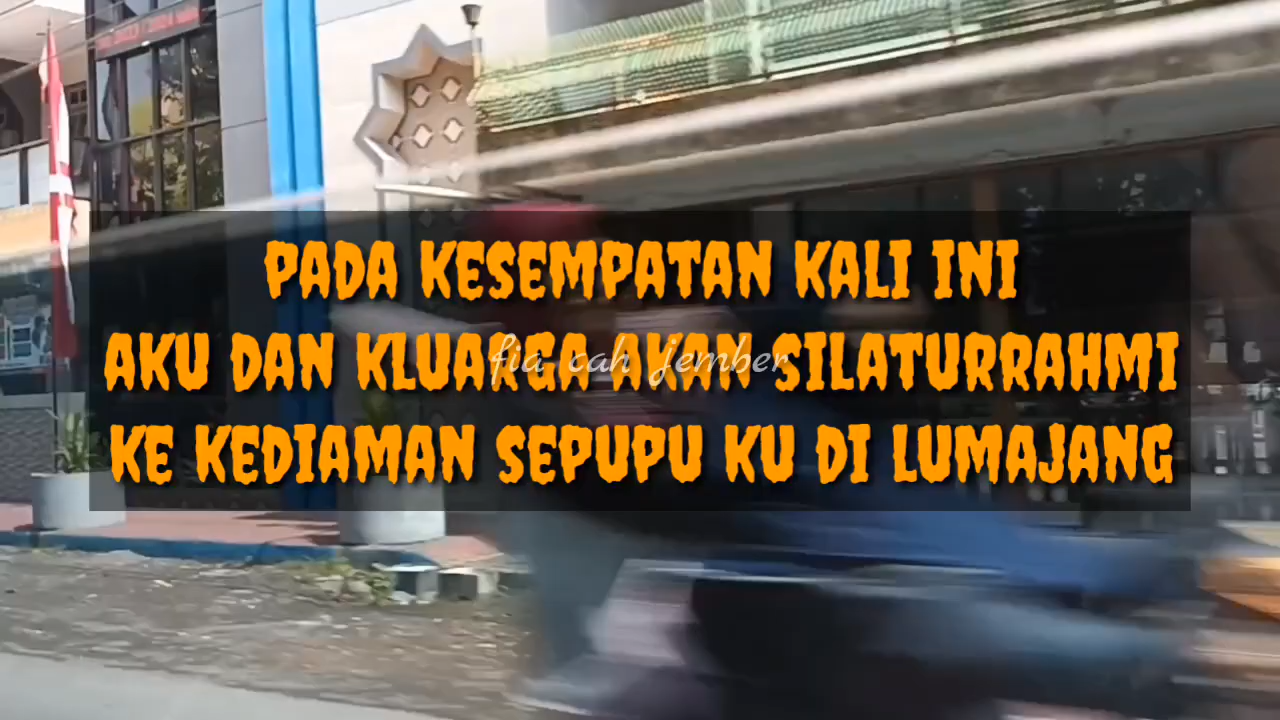 PADA KESEMPATAN KALI INI
AKU DAN KLUARGA AKAN SILATURRAHMI
fia cah jember
KE KEDIAMAN SEPUPU KU DI LUMAJANG